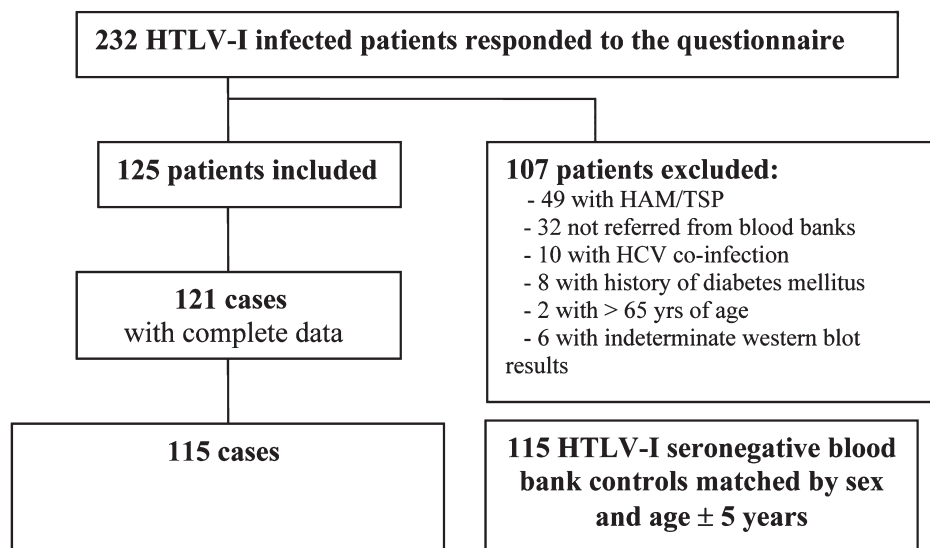 232 HTLV-I infected patients responded to the questionnaire
125 patients included
107 patients excluded:
- 49 with HAM/TSP
- 32 not referred from blood banks
- 10 with HCV co-infection
- 8 with history of diabetes mellitus
- 2 with > 65 yrs of age
- 6 with indeterminate western blot
results
121 cases
with complete data
115 cases
115 HTLV-I seronegative blood
bank controls matched by sex
and age ± 5 years